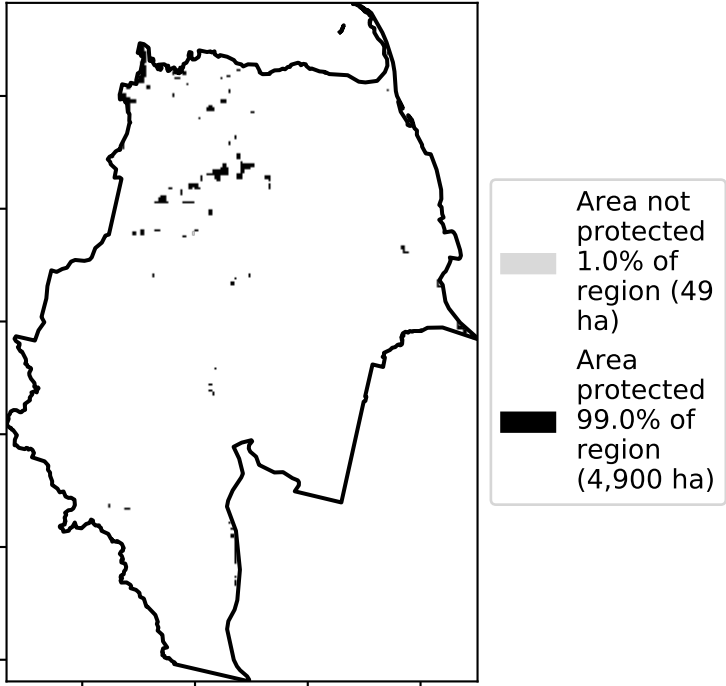 Area not
protected
1.0% of
region (49
ha)
Area
protected
99.0% of
region
(4,900 ha)